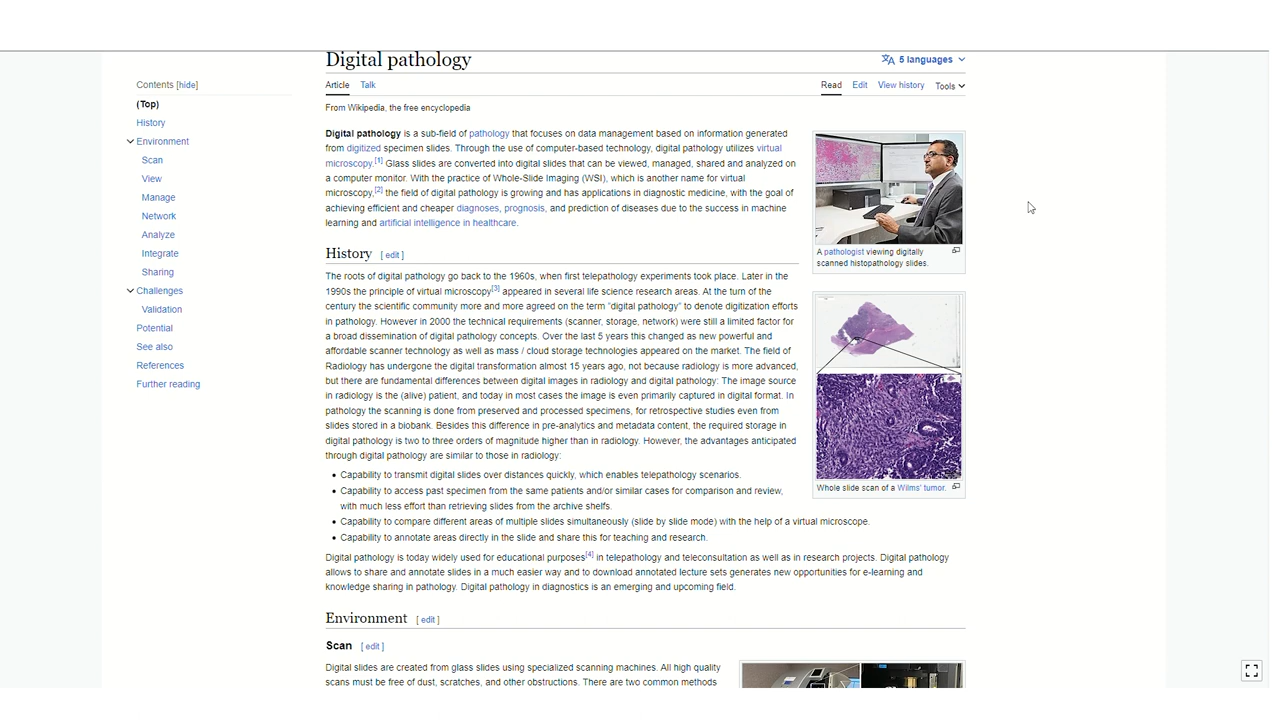 Digital pathology
5 languages
Contents [hide]
(Top)
History
Environment
Scan
View
Manage
Network
Analyze
Integrate
Sharing
Challenges
Validation
Potential
See also
References
Further reading
Article Talk
Read Edit View history Tools
From Wikipedia, the free encyclopedia
Digital pathology is a sub-field of pathology that focuses on data management based on information generated
from digitized specimen slides. Through the use of computer-based technology, digital pathology utilizes virtual
microscopy.[1] Glass slides are converted into digital slides that can be viewed, managed, shared and analyzed on
a computer monitor. With the practice of Whole-Slide Imaging (WSI), which is another name for virtual
microscopy,[2] the field of digital pathology is growing and has applications in diagnostic medicine, with the goal of
achieving efficient and cheaper diagnoses, prognosis, and prediction of diseases due to the success in machine
learning and artificial intelligence in healthcare.
A pathologist viewing digitally
scanned histopathology slides.
History [ edit ]
The roots of digital pathology go back to the 1960s, when first telepathology experiments took place. Later in the
1990s the principle of virtual microscopy[3] appeared in several life science research areas. At the turn of the
century the scientific community more and more agreed on the term "digital pathology" to denote digitization efforts
in pathology. However in 2000 the technical requirements (scanner, storage, network) were still a limited factor for
a broad dissemination of digital pathology concepts. Over the last 5 years this changed as new powerful and
affordable scanner technology as well as mass / cloud storage technologies appeared on the market. The field of
Radiology has undergone the digital transformation almost 15 years ago, not because radiology is more advanced,
but there are fundamental differences between digital images in radiology and digital pathology: The image source
in radiology is the (alive) patient, and today in most cases the image is even primarily captured in digital format. In
pathology the scanning is done from preserved and processed specimens, for retrospective studies even from
slides stored in a biobank. Besides this difference in pre-analytics and metadata content, the required storage in
digital pathology is two to three orders of magnitude higher than in radiology. However, the advantages anticipated
through digital pathology are similar to those in radiology:
Whole slide scan of a Wilms' tumor.
• Capability to transmit digital slides over distances quickly, which enables telepathology scenarios.
• Capability to access past specimen from the same patients and/or similar cases for comparison and review,
with much less effort than retrieving slides from the archive shelfs.
• Capability to compare different areas of multiple slides simultaneously (slide by slide mode) with the help of a virtual microscope.
• Capability to annotate areas directly in the slide and share this for teaching and research.
Digital pathology is today widely used for educational purposes[4] in telepathology and teleconsultation as well as in research projects. Digital pathology
allows to share and annotate slides in a much easier way and to download annotated lecture sets generates new opportunities for e-learning and
knowledge sharing in pathology. Digital pathology in diagnostics is an emerging and upcoming field.
Environment [ edit ]
Scan [ edit ]
Digital slides are created from glass slides using specialized scanning machines. All high quality
scans must be free of dust, scratches, and other obstructions. There are two common methods